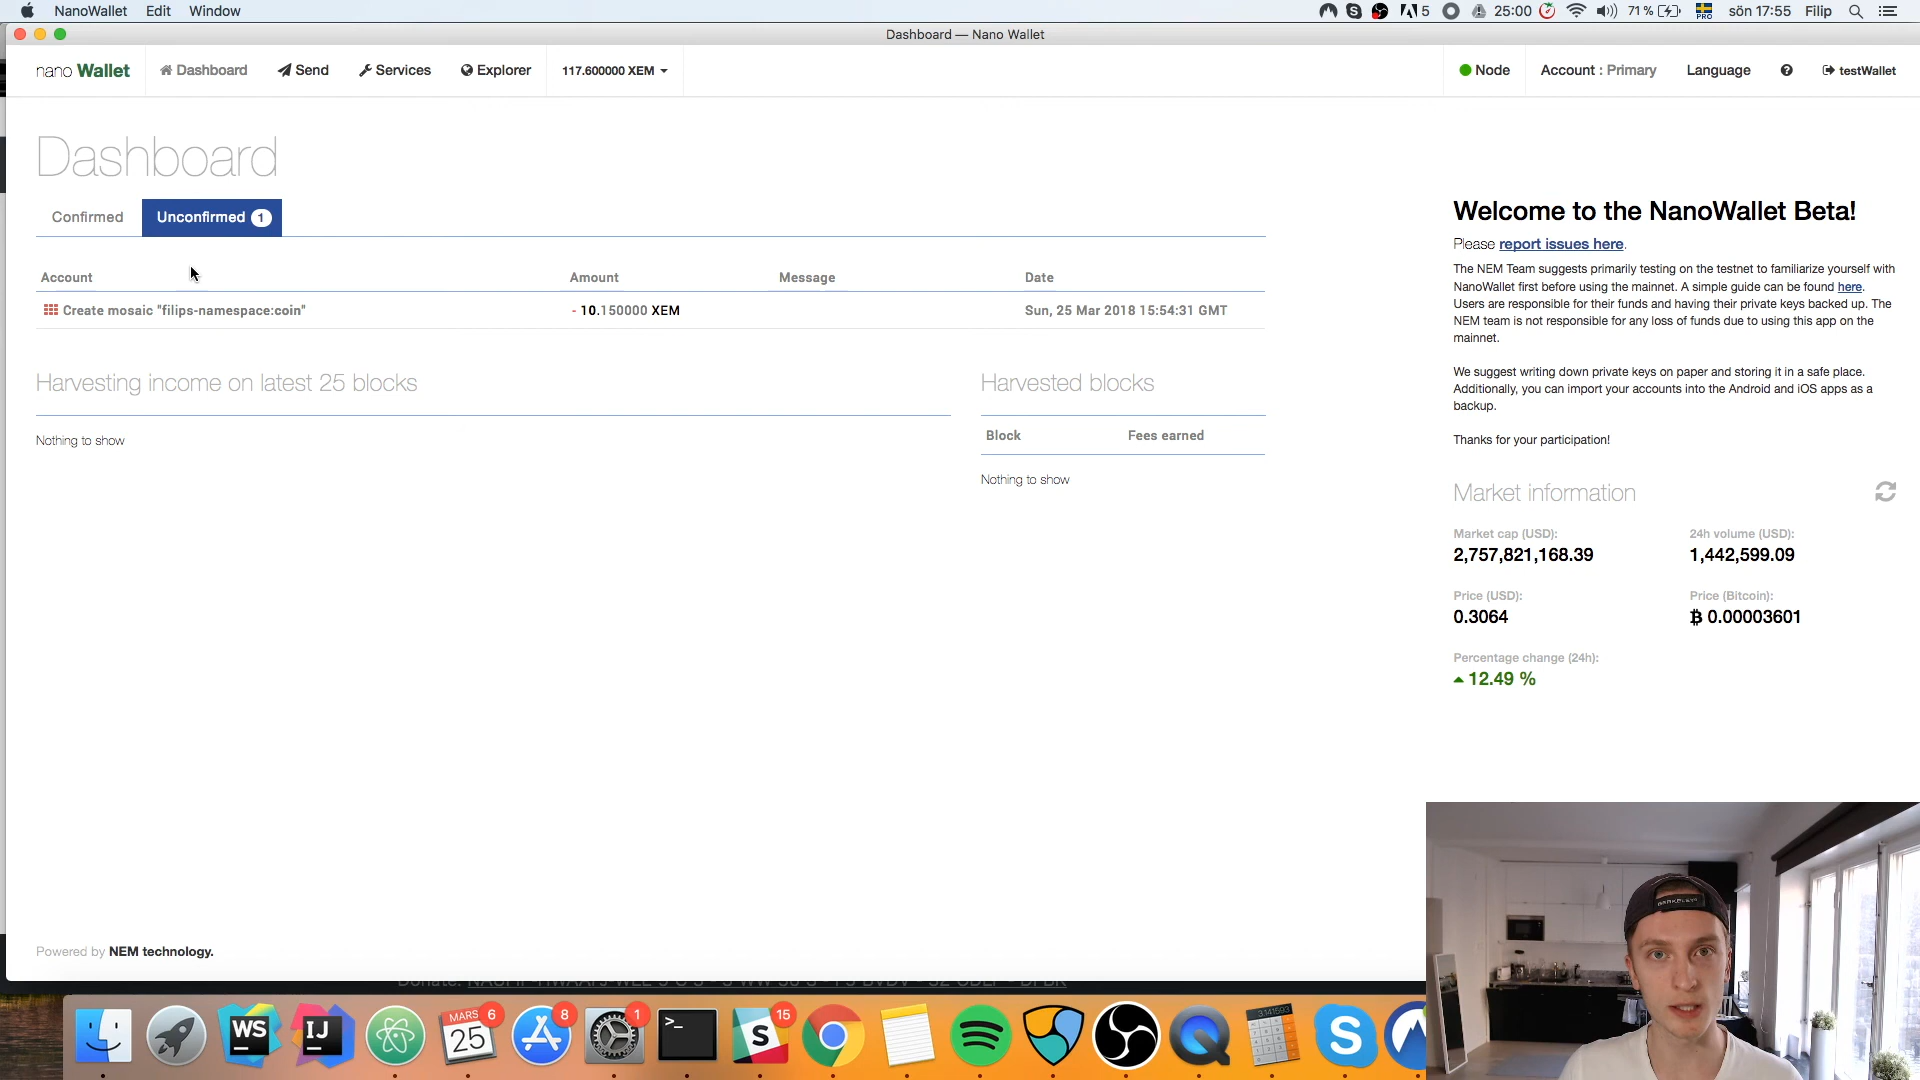 NanoWallet Edit Window
5 25:00 71 % PRO sön 17:55 Filip
Dashboard — Nano Wallet
nano Wallet Dashboard Send Services Explorer 117.600000 XEM Node Account : Primary Language testWallet
Dashboard
Confirmed Unconfirmed 1
Account Amount Message Date
Create mosaic "filips-namespace:coin" - 10.150000 XEM Sun, 25 Mar 2018 15:54:31 GMT
Harvesting income on latest 25 blocks
Nothing to show
Harvested blocks
Block Fees earned
Nothing to show
Welcome to the NanoWallet Beta!
Please report issues here.
The NEM Team suggests primarily testing on the testnet to familiarize yourself with
NanoWallet first before using the mainnet. A simple guide can be found here.
Users are responsible for their funds and having their private keys backed up. The
NEM team is not responsible for any loss of funds due to using this app on the
mainnet.
We suggest writing down private keys on paper and storing it in a safe place.
Additionally, you can import your accounts into the Android and iOS apps as a
backup.
Thanks for your participation!
Market information
Market cap (USD): 24h volume (USD):
2,757,821,168.39 1,442,599.09
Price (USD): Price (Bitcoin):
0.3064 ₿ 0.00003601
Percentage change (24h):
12.49 %
Powered by NEM technology.
WS IJ MARS 25 6 8 1 >_ S 15 3.141593 S